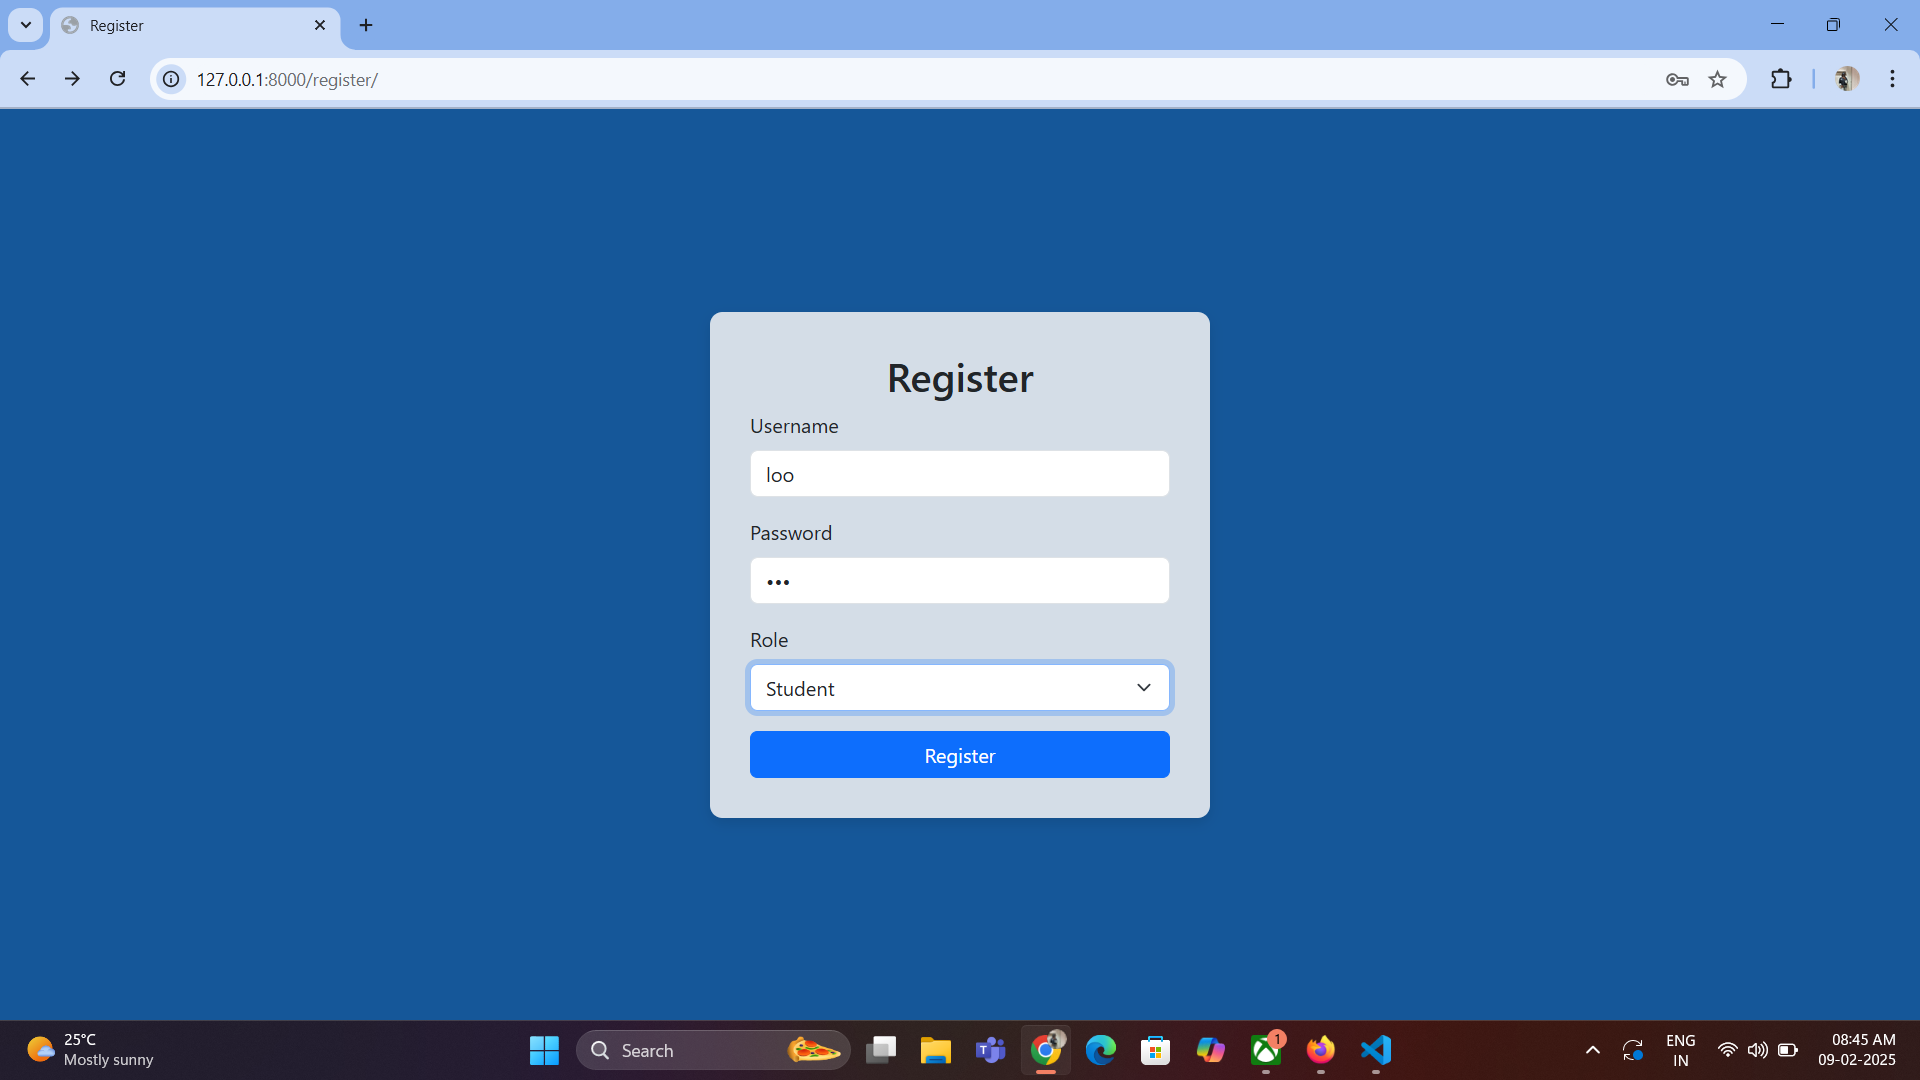 Register
127.0.0.1:8000/register/
Register
Username
loo
Password
•••
Role
Student
Register
25°C
Mostly sunny
Search
1
ENG
IN
08:45 AM
09-02-2025